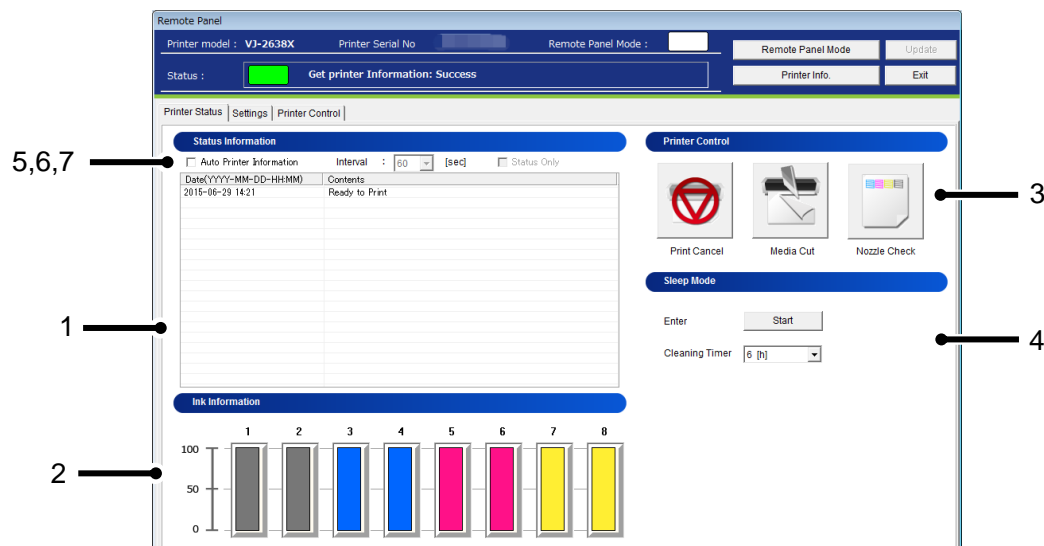 Remote Panel
Printer model : VJ-2638X Printer Serial No Remote Panel Mode :
Remote Panel Mode Update
Status : Get printer Information: Success
Printer Info. Exit
Printer Status Settings Printer Control
Status Information Printer Control
5,6,7
Auto Printer Information Interval : 60 [sec] Status Only
Date(YYYY-MM-DD-HH:MM) Contents
2015-06-29 14:21 Ready to Print
3
Print Cancel Media Cut Nozzle Check
Sleep Mode
1
Enter Start
4
Cleaning Timer 6 [h]
Ink Information
1 2 3 4 5 6 7 8
100
2
50
0